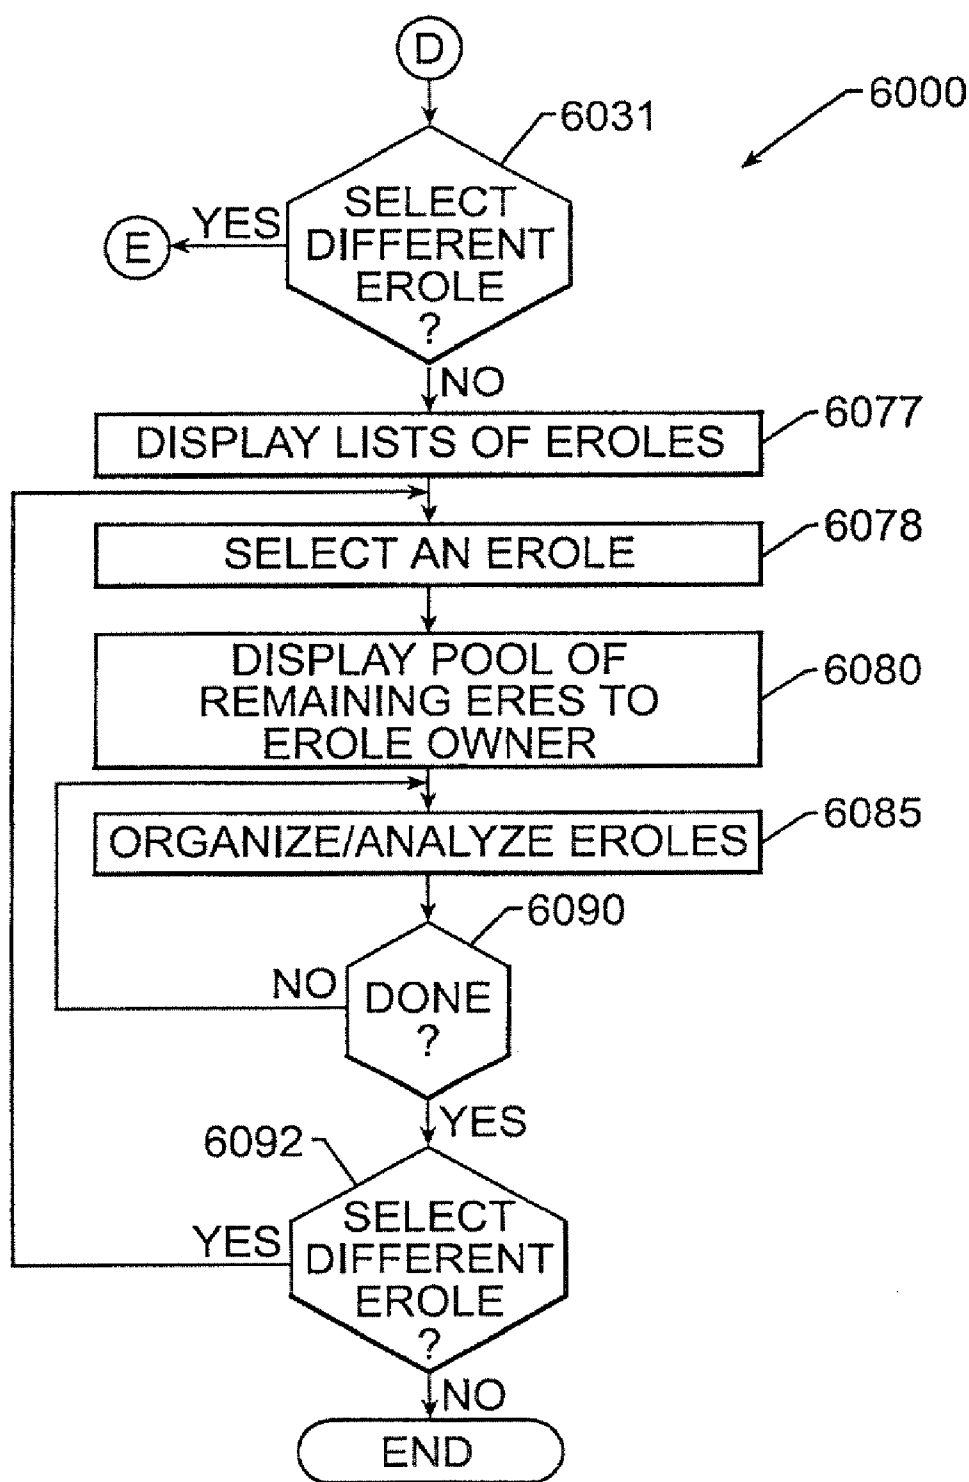 D
6000
6031
SELECT
DIFFERENT
EROLE
?
YES
E
NO
DISPLAY LISTS OF EROLES
6077
SELECT AN EROLE
6078
DISPLAY POOL OF
REMAINING ERES TO
EROLE OWNER
6080
ORGANIZE/ANALYZE EROLES
6085
6090
NO
DONE
?
YES
6092
YES
SELECT
DIFFERENT
EROLE
?
NO
END